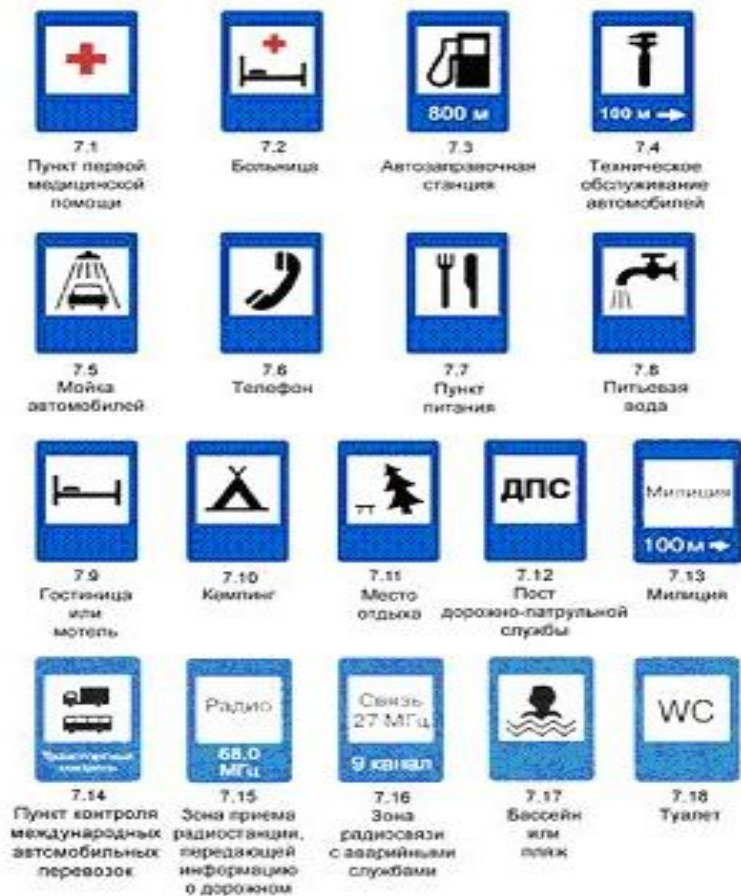 7.1
Пункт первой
медицинской
помощи
7.2
Больница
800 м
7.3
Автозаправочная
станция
100 м
7.4
Техническое
обслуживание
автомобилей
7.5
Мойка
автомобилей
7.6
Телефон
7.7
Пункт
питания
7.8
Питьевая
вода
7.9
Гостиница
или
мотель
7.10
Кемпинг
7.11
Место
отдыха
ДПС
7.12
Пост
дорожно-патрульной
службы
Милиция
100 м
7.13
Милиция
7.14
Пункт контроля
международных
автомобильных
перевозок
Радио
68.0
МГц
7.15
Зона приема
радиостанции,
передающей
информацию
о дорожном
Связь
27 МГц
9 канал
7.16
Зона
радиосвязи
с аварийными
службами
7.17
Бассейн
или
пляж
WC
7.18
Туалет